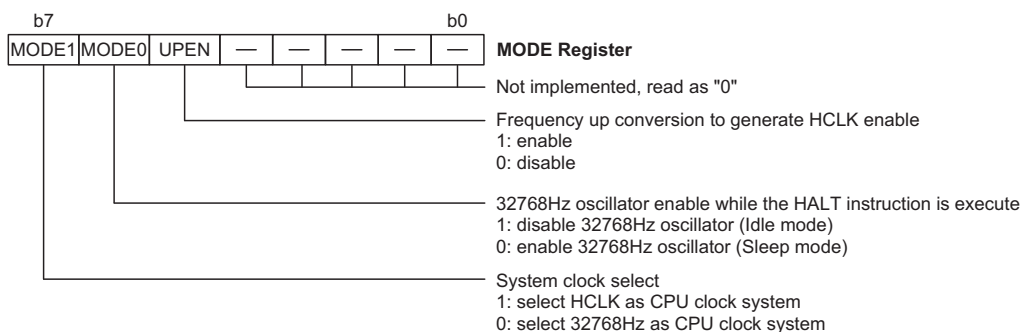 b7 b0
MODE1 MODE0 UPEN — — — — — MODE Register
Not implemented, read as "0"
Frequency up conversion to generate HCLK enable
1: enable
0: disable
32768Hz oscillator enable while the HALT instruction is execute
1: disable 32768Hz oscillator (Idle mode)
0: enable 32768Hz oscillator (Sleep mode)
System clock select
1: select HCLK as CPU clock system
0: select 32768Hz as CPU clock system